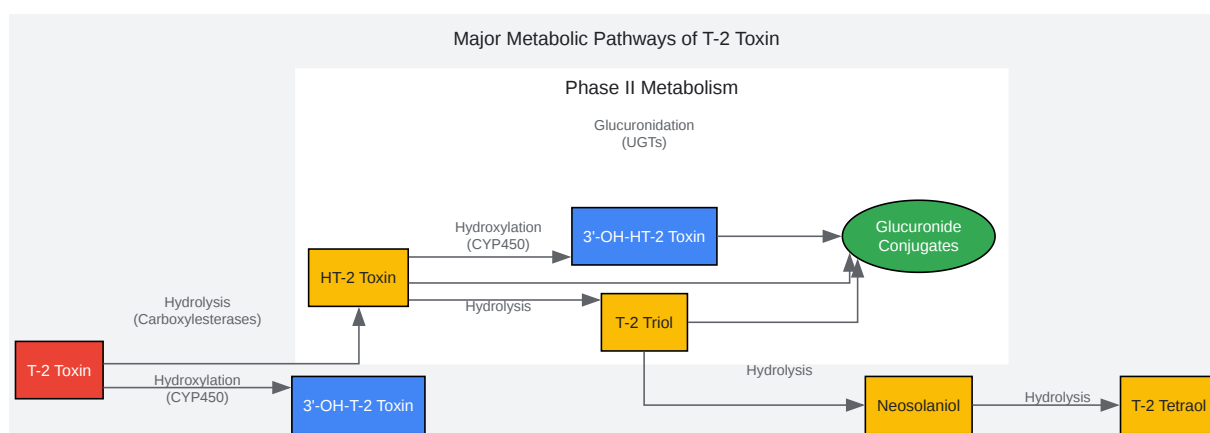 Major Metabolic Pathways of T-2 Toxin
Phase II Metabolism
Glucuronidation
(UGTs)
Hydroxylation
(CYP450)
3'-OH-HT-2 Toxin
Glucuronide
Conjugates
HT-2 Toxin
Hydrolysis
(Carboxylesterases)
Hydrolysis
T-2 Triol
T-2 Toxin
Hydroxylation
(CYP450)
3'-OH-T-2 Toxin
Hydrolysis
Neosolaniol
Hydrolysis
T-2 Tetraol